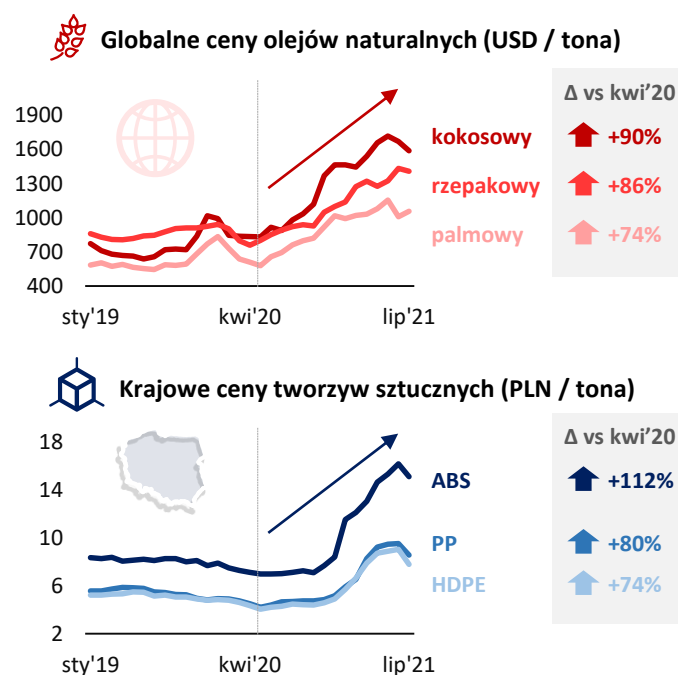 Globalne ceny olejów naturalnych (USD / tona)
Δ vs kwi’20
1900
1600
1300
1000
700
400
kokosowy
+90%
rzepakowy
+86%
palmowy
+74%
sty'19
kwi'20
lip'21
Krajowe ceny tworzyw sztucznych (PLN / tona)
Δ vs kwi’20
18
14
10
6
2
ABS
+112%
PP
+80%
HDPE
+74%
sty'19
kwi'20
lip'21